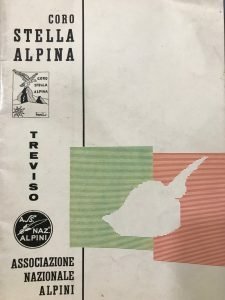 CORO
STELLA
ALPINA
CORO
STELLA
ALPINA
TREVISO
NAZ
ALPINI
ASSOCIAZIONE
NAZIONALE
ALPINI